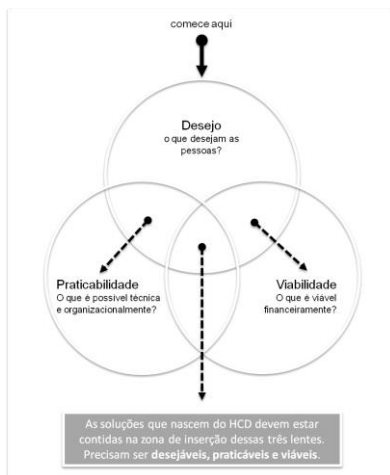 comece aqui
Desejo
o que desejam as
pessoas?
Praticabilidade
O que é possível técnica
e organizacionalmente?
Viabilidade
O que é viável
financeiramente?
As soluções que nascem do HCD devem estar
contidas na zona de inserção dessas três lentes.
Precisam ser desejáveis, praticáveis e viáveis.